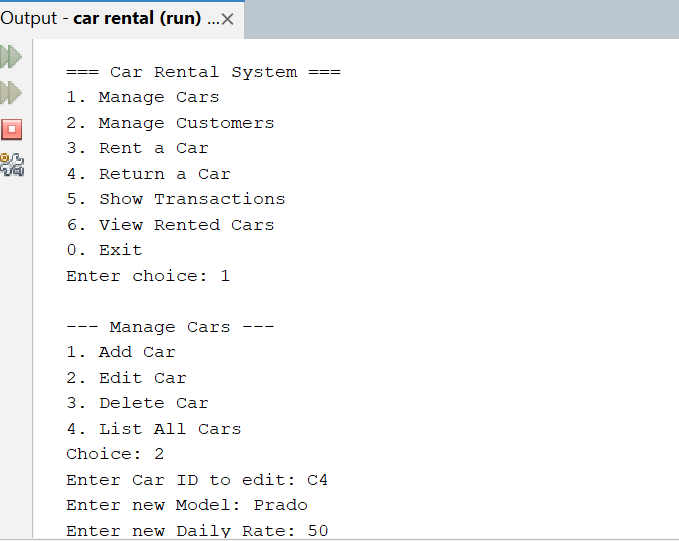 Output - car rental (run) ...×
=== Car Rental System ===
1. Manage Cars
2. Manage Customers
3. Rent a Car
4. Return a Car
5. Show Transactions
6. View Rented Cars
0. Exit
Enter choice: 1
--- Manage Cars ---
1. Add Car
2. Edit Car
3. Delete Car
4. List All Cars
Choice: 2
Enter Car ID to edit: C4
Enter new Model: Prado
Enter new Daily Rate: 50